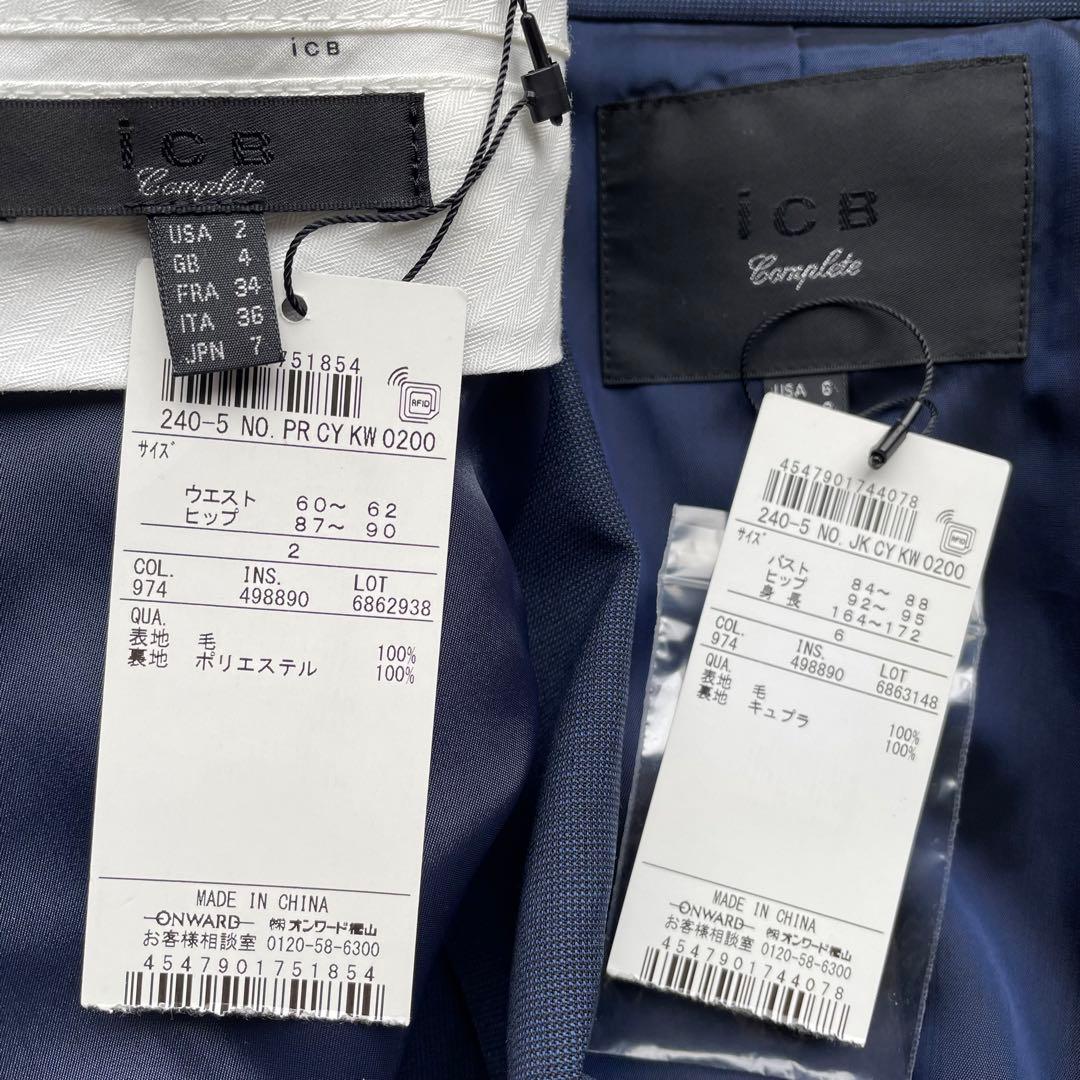 iCB
iCB
Complete
USA 2
GB 4
FRA 34
ITA 36
JPN 7
751854
RFID
240-5 NO. PR CY KW 0200
サイズ
ウエスト 60～ 62
ヒップ 87～ 90
2
COL. INS. LOT
974 498890 6862938
QUA.
表地 毛 100%
裏地 ポリエステル 100%
MADE IN CHINA
ONWARD ㈱オンワード樫山
お客様相談室 0120-58-6300
4547901751854
iCB
Complete
USA 6
4547901744078
RFID
240-5 NO. JK CY KW 0200
サイズ
バスト 84～ 88
ヒップ 92～ 95
身長 164～172
6
COL. INS. LOT
974 498890 6863148
QUA.
表地 毛 100%
裏地 キュプラ 100%
MADE IN CHINA
ONWARD ㈱オンワード樫山
お客様相談室 0120-58-6300
4547901744078